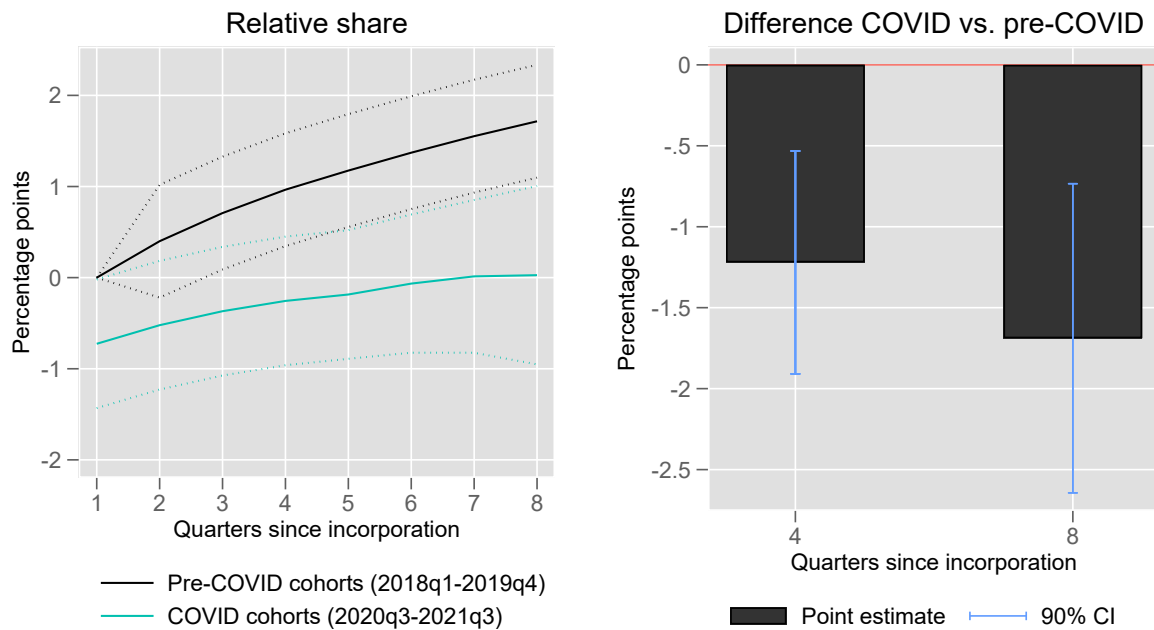 Relative share
Percentage points
2
1
0
-1
-2
1 2 3 4 5 6 7 8
Quarters since incorporation
Pre-COVID cohorts (2018q1-2019q4)
COVID cohorts (2020q3-2021q3)
Difference COVID vs. pre-COVID
Percentage points
0
-.5
-1
-1.5
-2
-2.5
4 8
Quarters since incorporation
Point estimate 90% CI